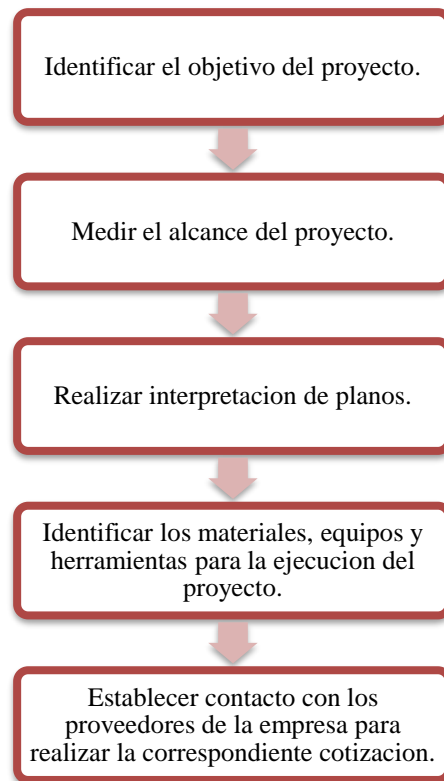 Identificar el objetivo del proyecto.
Medir el alcance del proyecto.
Realizar interpretacion de planos.
Identificar los materiales, equipos y
herramientas para la ejecucion del
proyecto.
Establecer contacto con los
proveedores de la empresa para
realizar la correspondiente cotizacion.